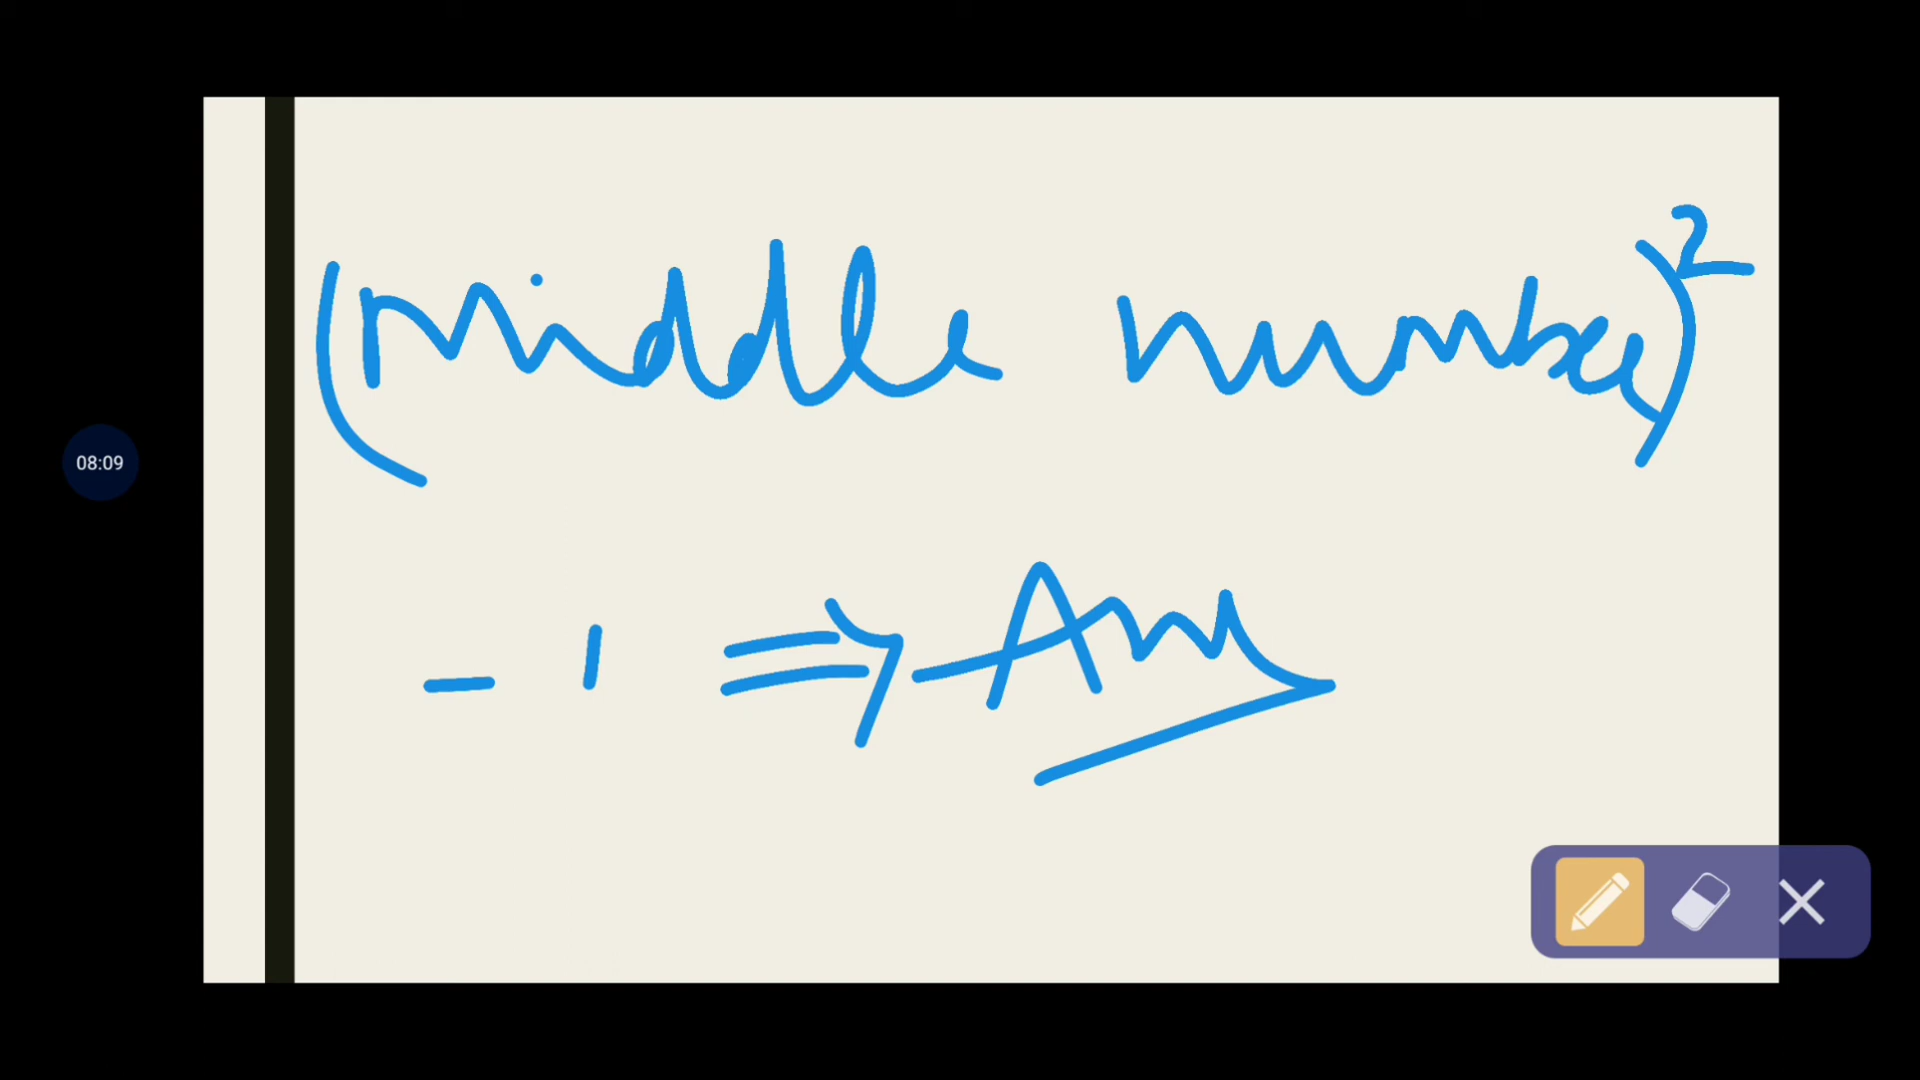 (middle number)²
08:09
- 1 ⇒ Ans